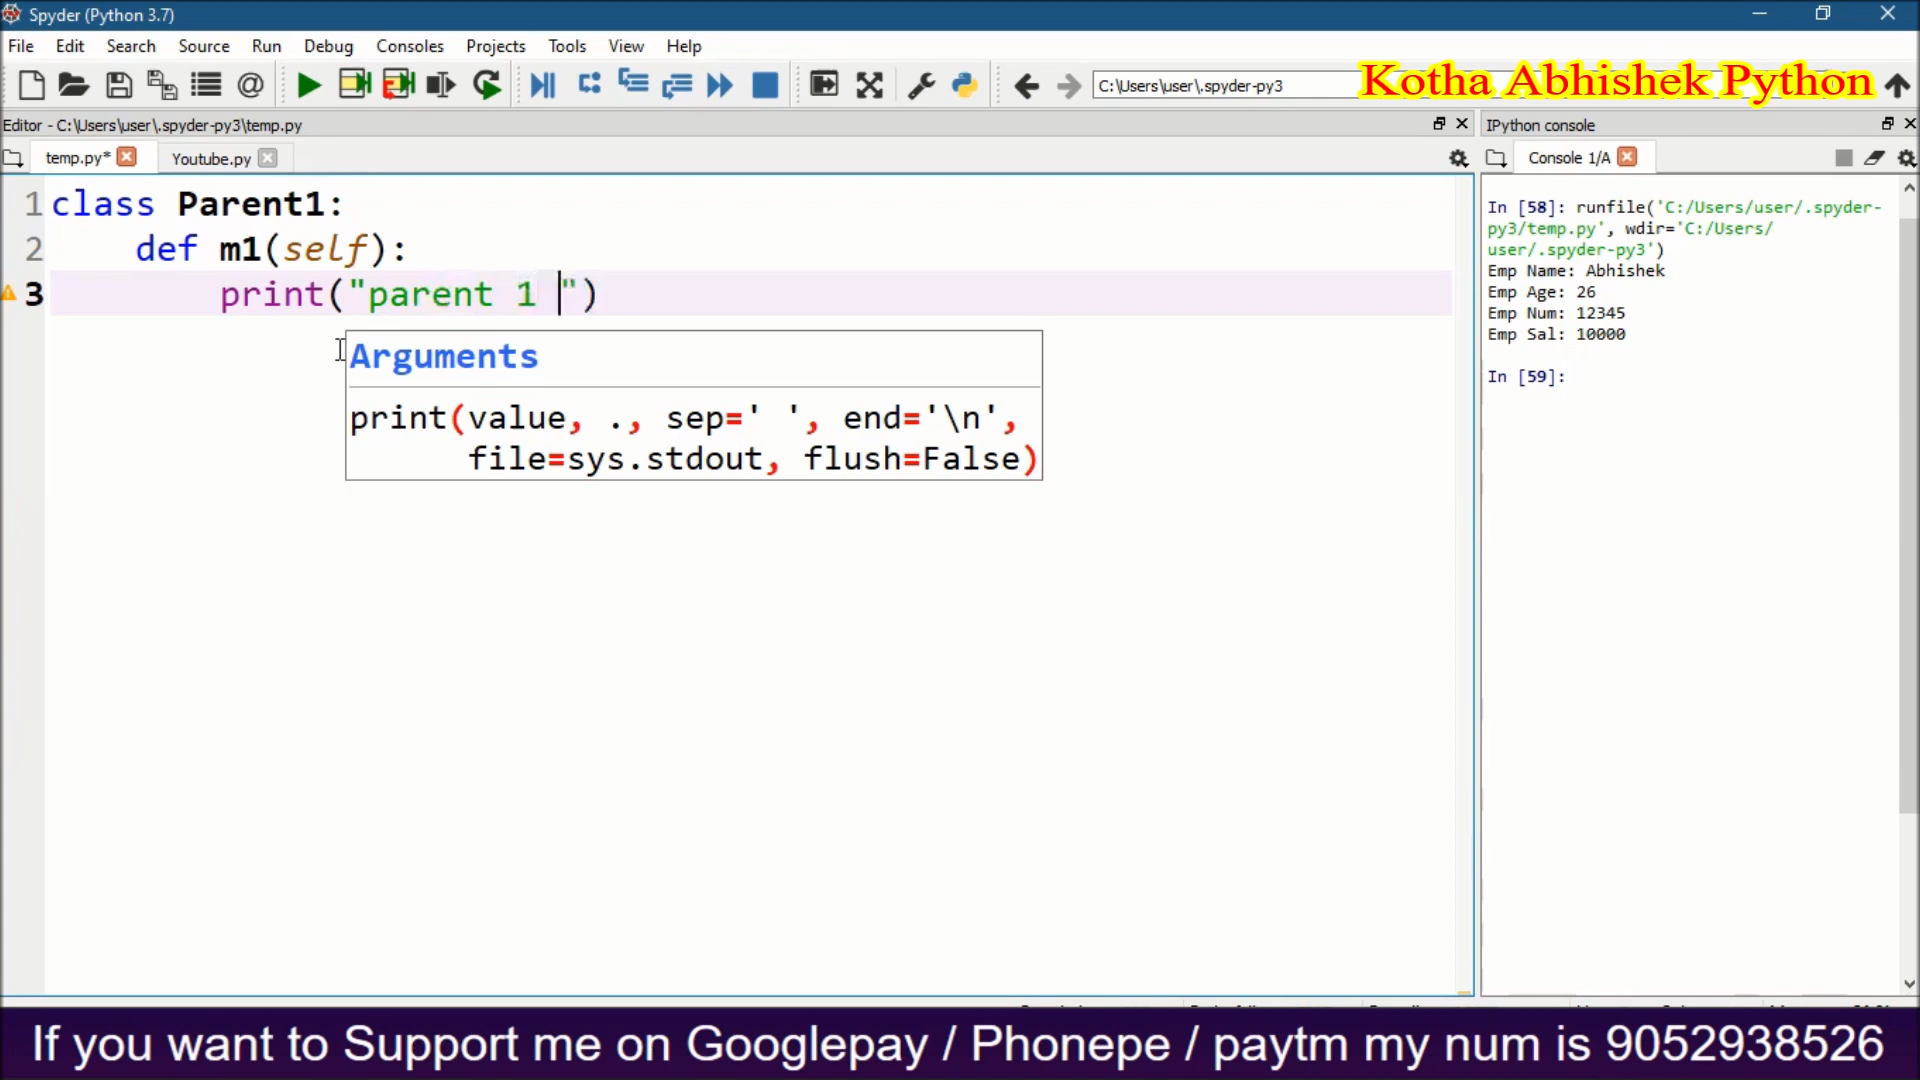 Spyder (Python 3.7)
File Edit Search Source Run Debug Consoles Projects Tools View Help
C:\Users\user\.spyder-py3
Kotha Abhishek Python
Editor - C:\Users\user\.spyder-py3\temp.py
IPython console
temp.py*
Youtube.py
Console 1/A
1 class Parent1:
2 def m1(self):
3 print("parent 1 ")
Arguments
print(value, ., sep=' ', end='\n',
file=sys.stdout, flush=False)
In [58]: runfile('C:/Users/user/.spyder-
py3/temp.py', wdir='C:/Users/
user/.spyder-py3')
Emp Name: Abhishek
Emp Age: 26
Emp Num: 12345
Emp Sal: 10000
In [59]:
If you want to Support me on Googlepay / Phonepe / paytm my num is 9052938526